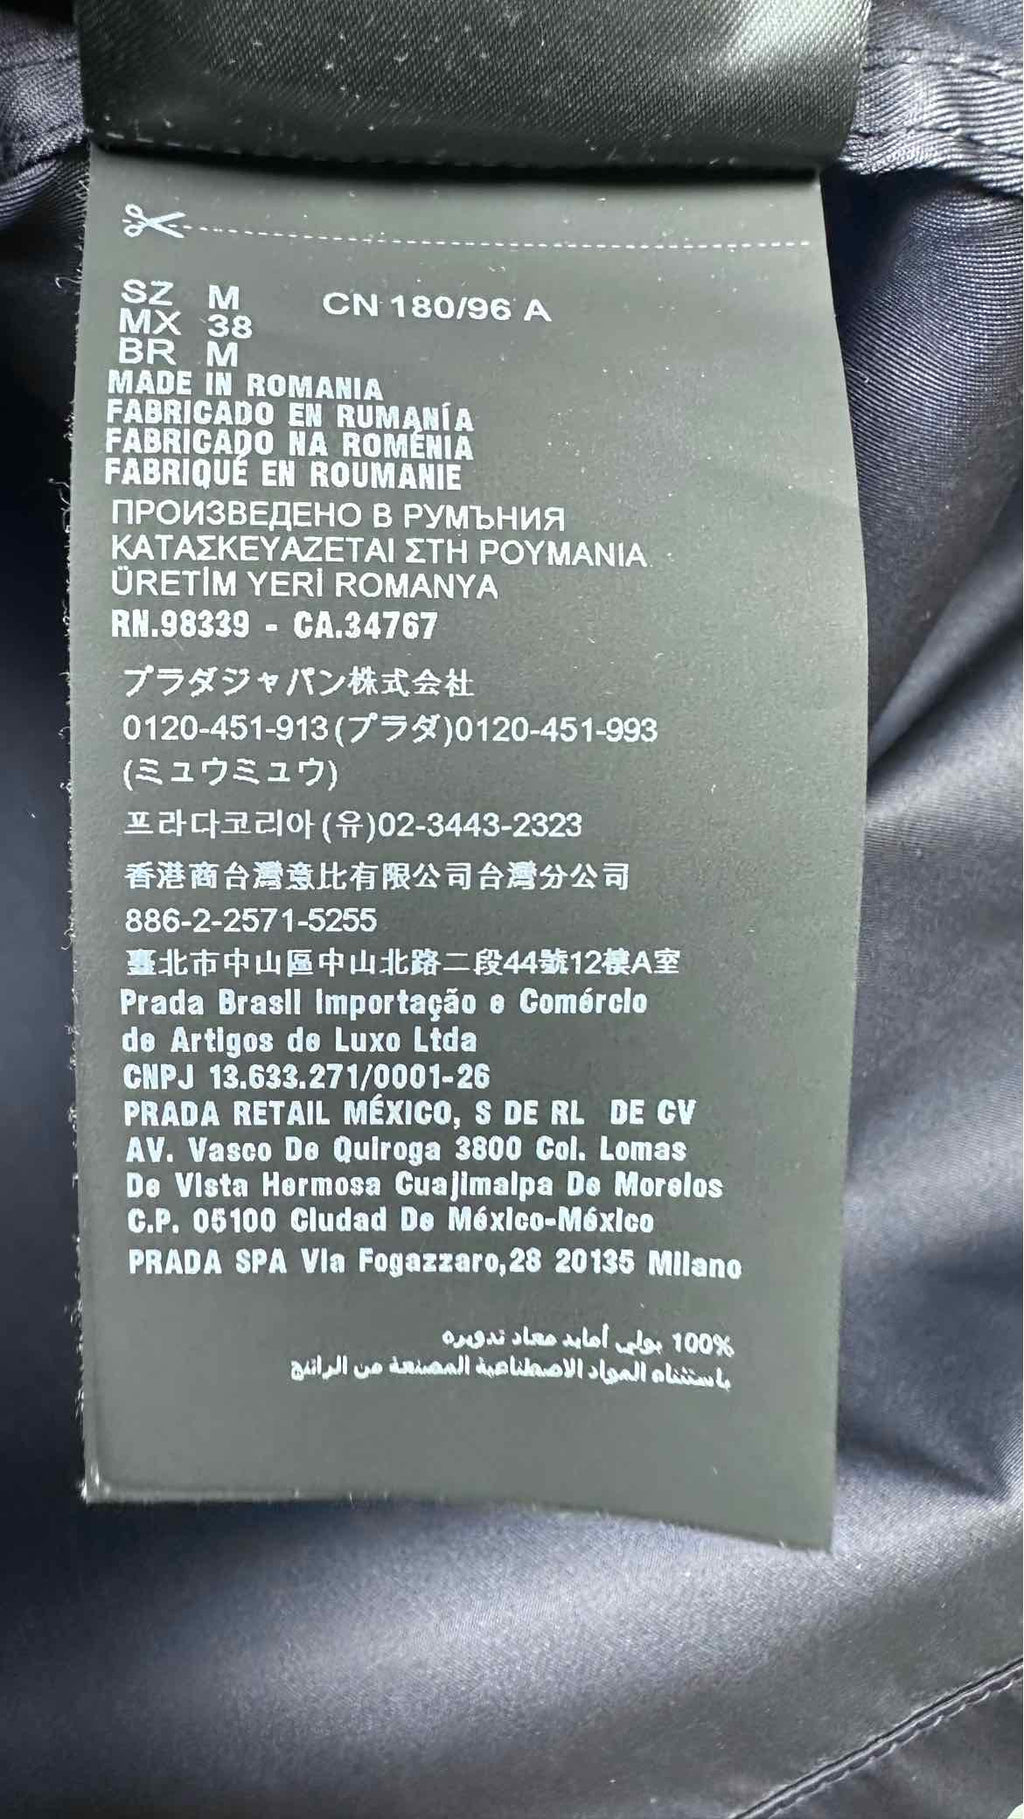 SZ M CN 180/96 A
MX 38
BR M
MADE IN ROMANIA
FABRICADO EN RUMANÍA
FABRICADO NA ROMÉNIA
FABRIQUÉ EN ROUMANIE
ПРОИЗВЕДЕНО В РУМЪНИЯ
ΚΑΤΑΣΚΕΥΑΖΕΤΑΙ ΣΤΗ ΡΟΥΜΑΝΙΑ
ÜRETİM YERİ ROMANYA
RN.98339 - CA.34767
プラダジャパン株式会社
0120-451-913(プラダ)0120-451-993
(ミュウミュウ)
프라다코리아(유)02-3443-2323
香港商台灣意比有限公司台灣分公司
886-2-2571-5255
臺北市中山區中山北路二段44號12樓A室
Prada Brasil Importação e Comércio
de Artigos de Luxo Ltda
CNPJ 13.633.271/0001-26
PRADA RETAIL MÉXICO, S DE RL DE CV
AV. Vasco De Quiroga 3800 Col. Lomas
De Vista Hermosa Cuajimalpa De Morelos
C.P. 05100 Ciudad De México-México
PRADA SPA Via Fogazzaro,28 20135 Milano
100% بولي أمايد معاد تدويره
باستثناء المواد الاصطناعية المصنعة من الراتنج